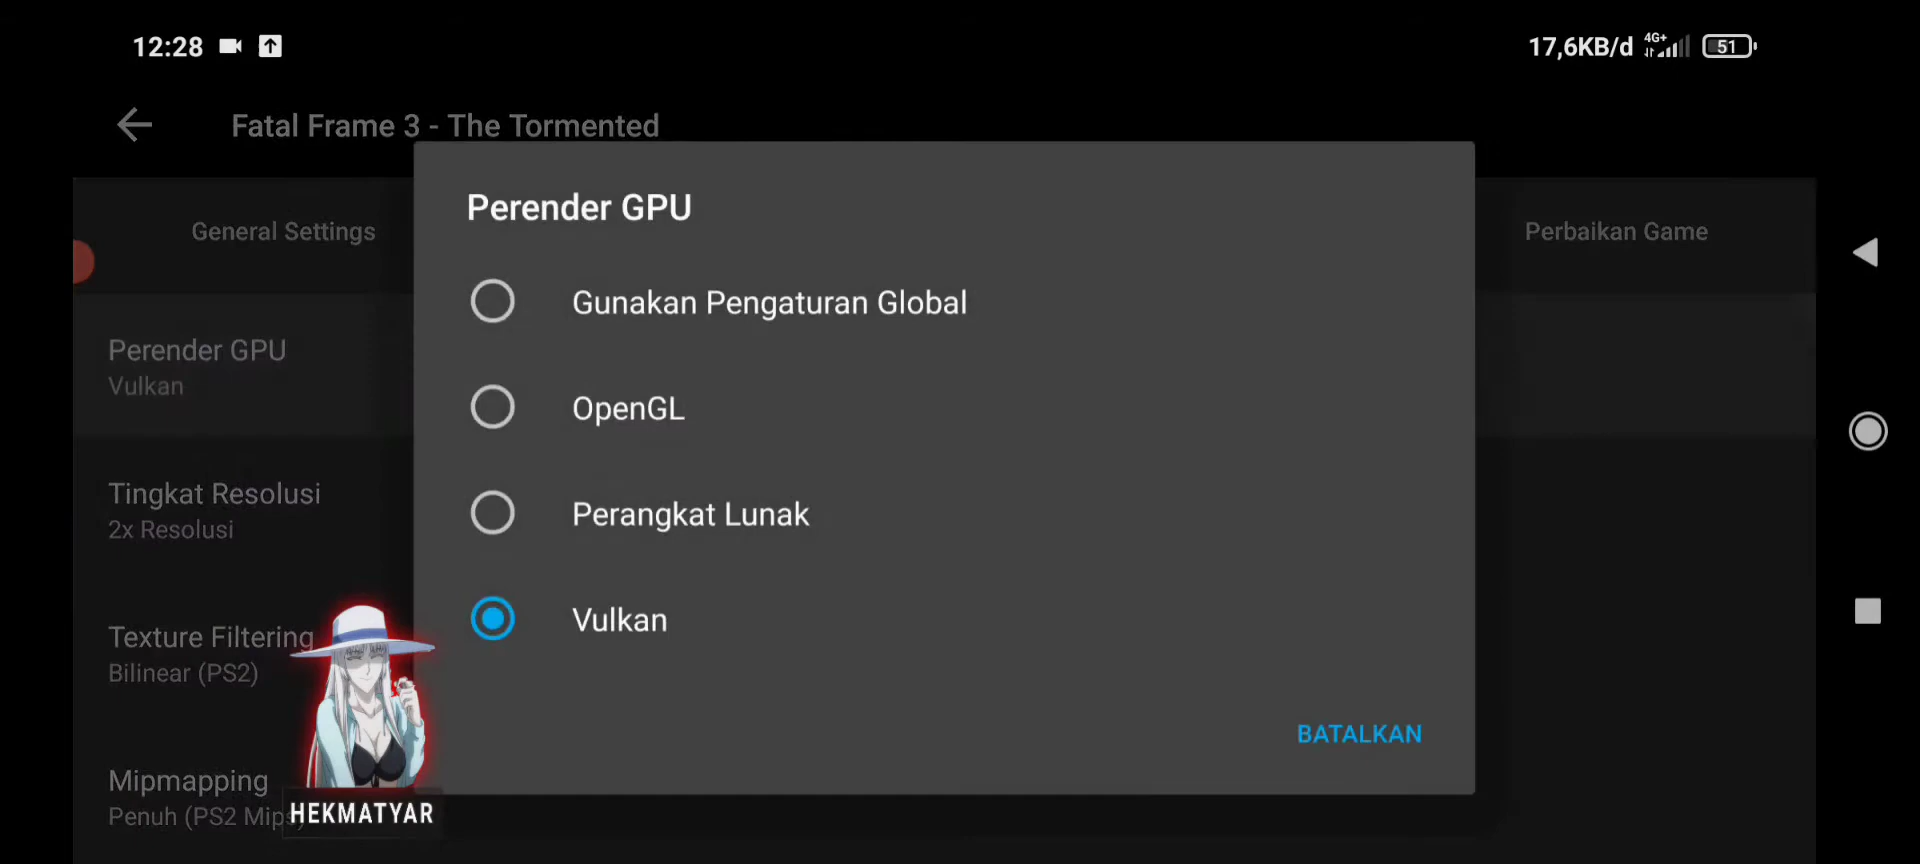 12:28
17,6KB/d
4G+
51
Fatal Frame 3 - The Tormented
General Settings
Perbaikan Game
Perender GPU
Vulkan
Tingkat Resolusi
2x Resolusi
Texture Filtering
Bilinear (PS2)
Mipmapping
Penuh (PS2 Mips)
Perender GPU
Gunakan Pengaturan Global
OpenGL
Perangkat Lunak
Vulkan
BATALKAN
HEKMATYAR